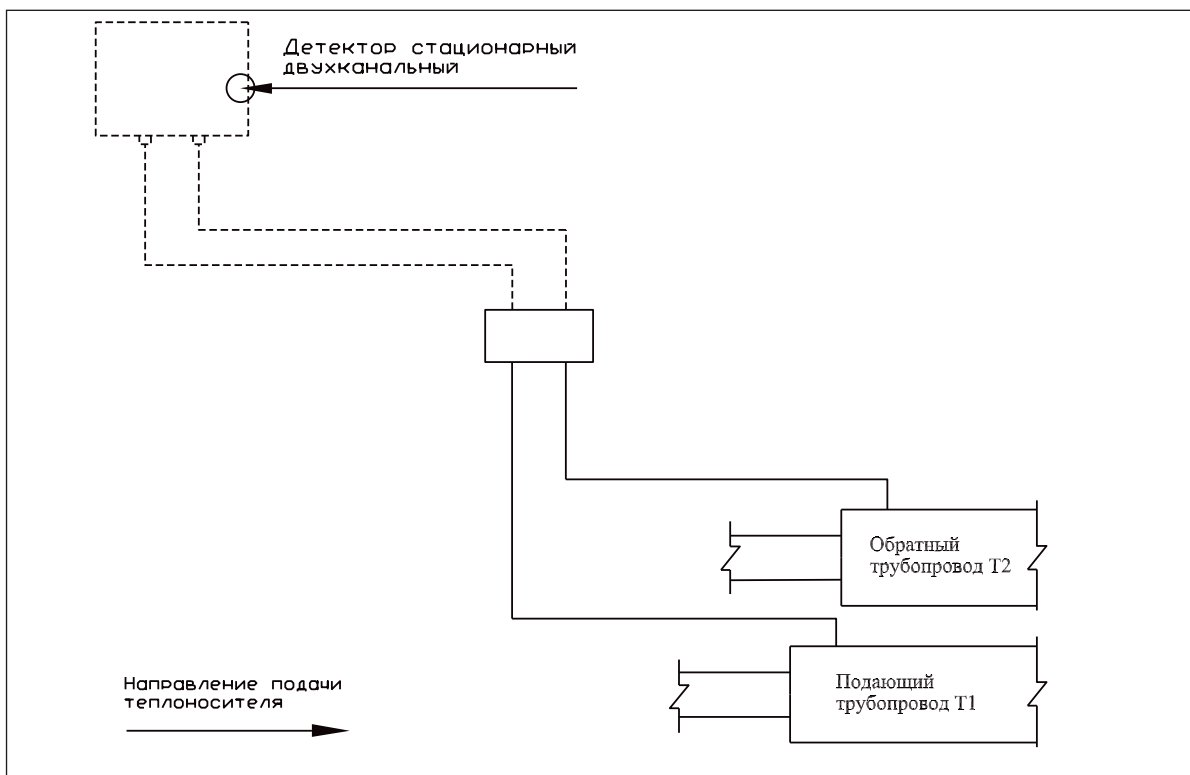 Детектор стационарный
двухканальный
Обратный
трубопровод Т2
Подающий
трубопровод Т1
Направление подачи
теплоносителя